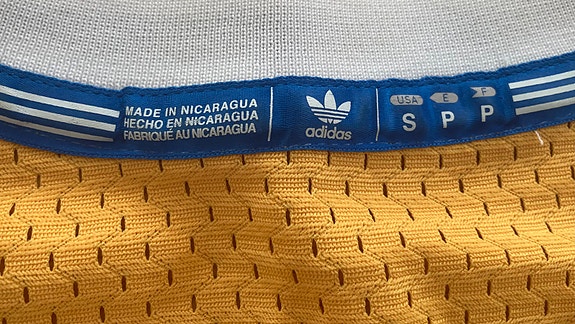 MADE IN NICARAGUA
HECHO EN NICARAGUA
FABRIQUÉ AU NICARAGUA
adidas
USA E F
S P P